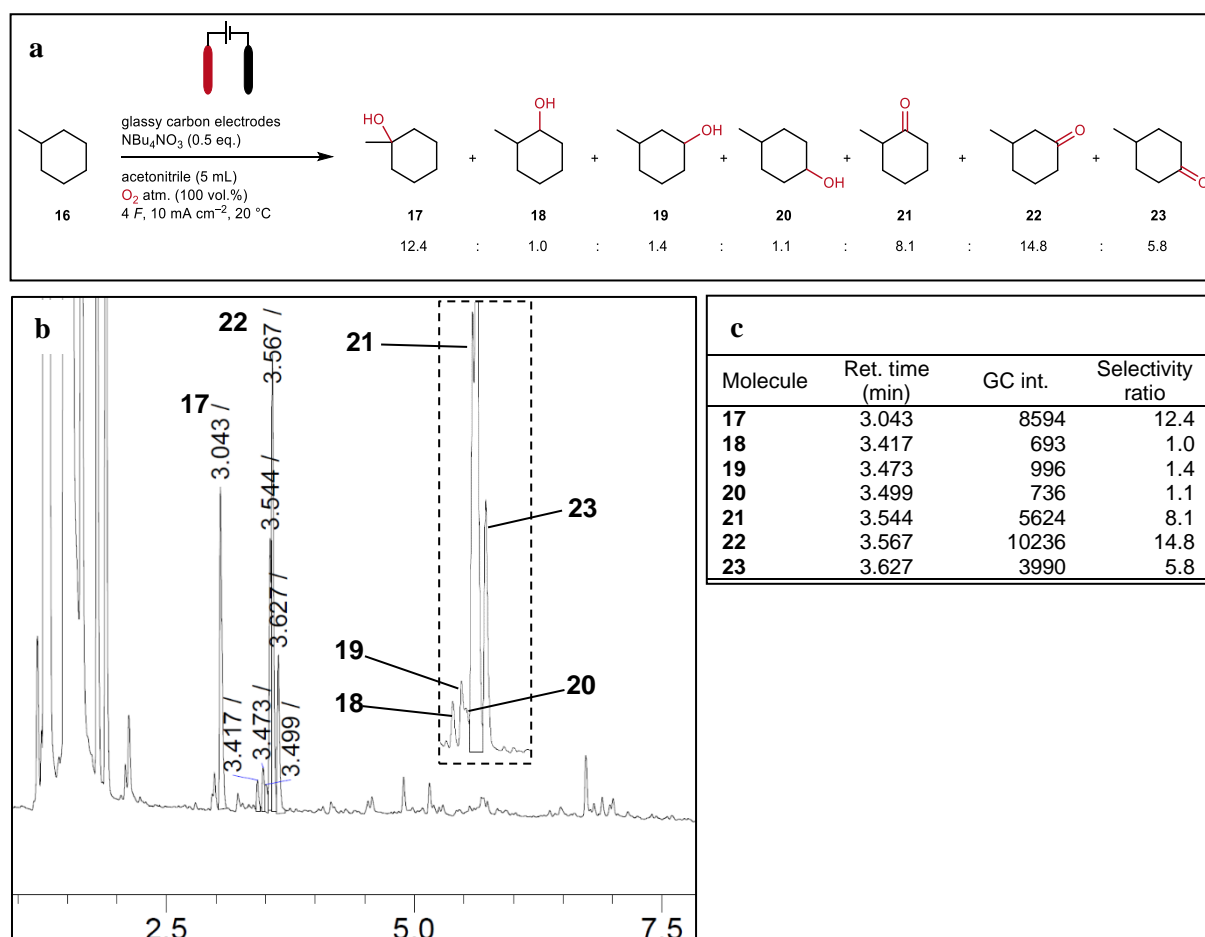 a
glassy carbon electrodes
NBu4NO3 (0.5 eq.)
acetonitrile (5 mL)
O2 atm. (100 vol.%)
4 F, 10 mA cm–2, 20 °C
HO OH OH OH O O O
+ + + + + +
16 17 18 19 20 21 22 23
12.4 : 1.0 : 1.4 : 1.1 : 8.1 : 14.8 : 5.8
b
22
3.567 /
17
3.043 /
3.544 /
3.627 /
3.417 /
3.473 /
3.499 /
21
23
19
20
18
2.5 5.0 7.5
c
Molecule Ret. time (min) GC int. Selectivity ratio
17 3.043 8594 12.4
18 3.417 693 1.0
19 3.473 996 1.4
20 3.499 736 1.1
21 3.544 5624 8.1
22 3.567 10236 14.8
23 3.627 3990 5.8